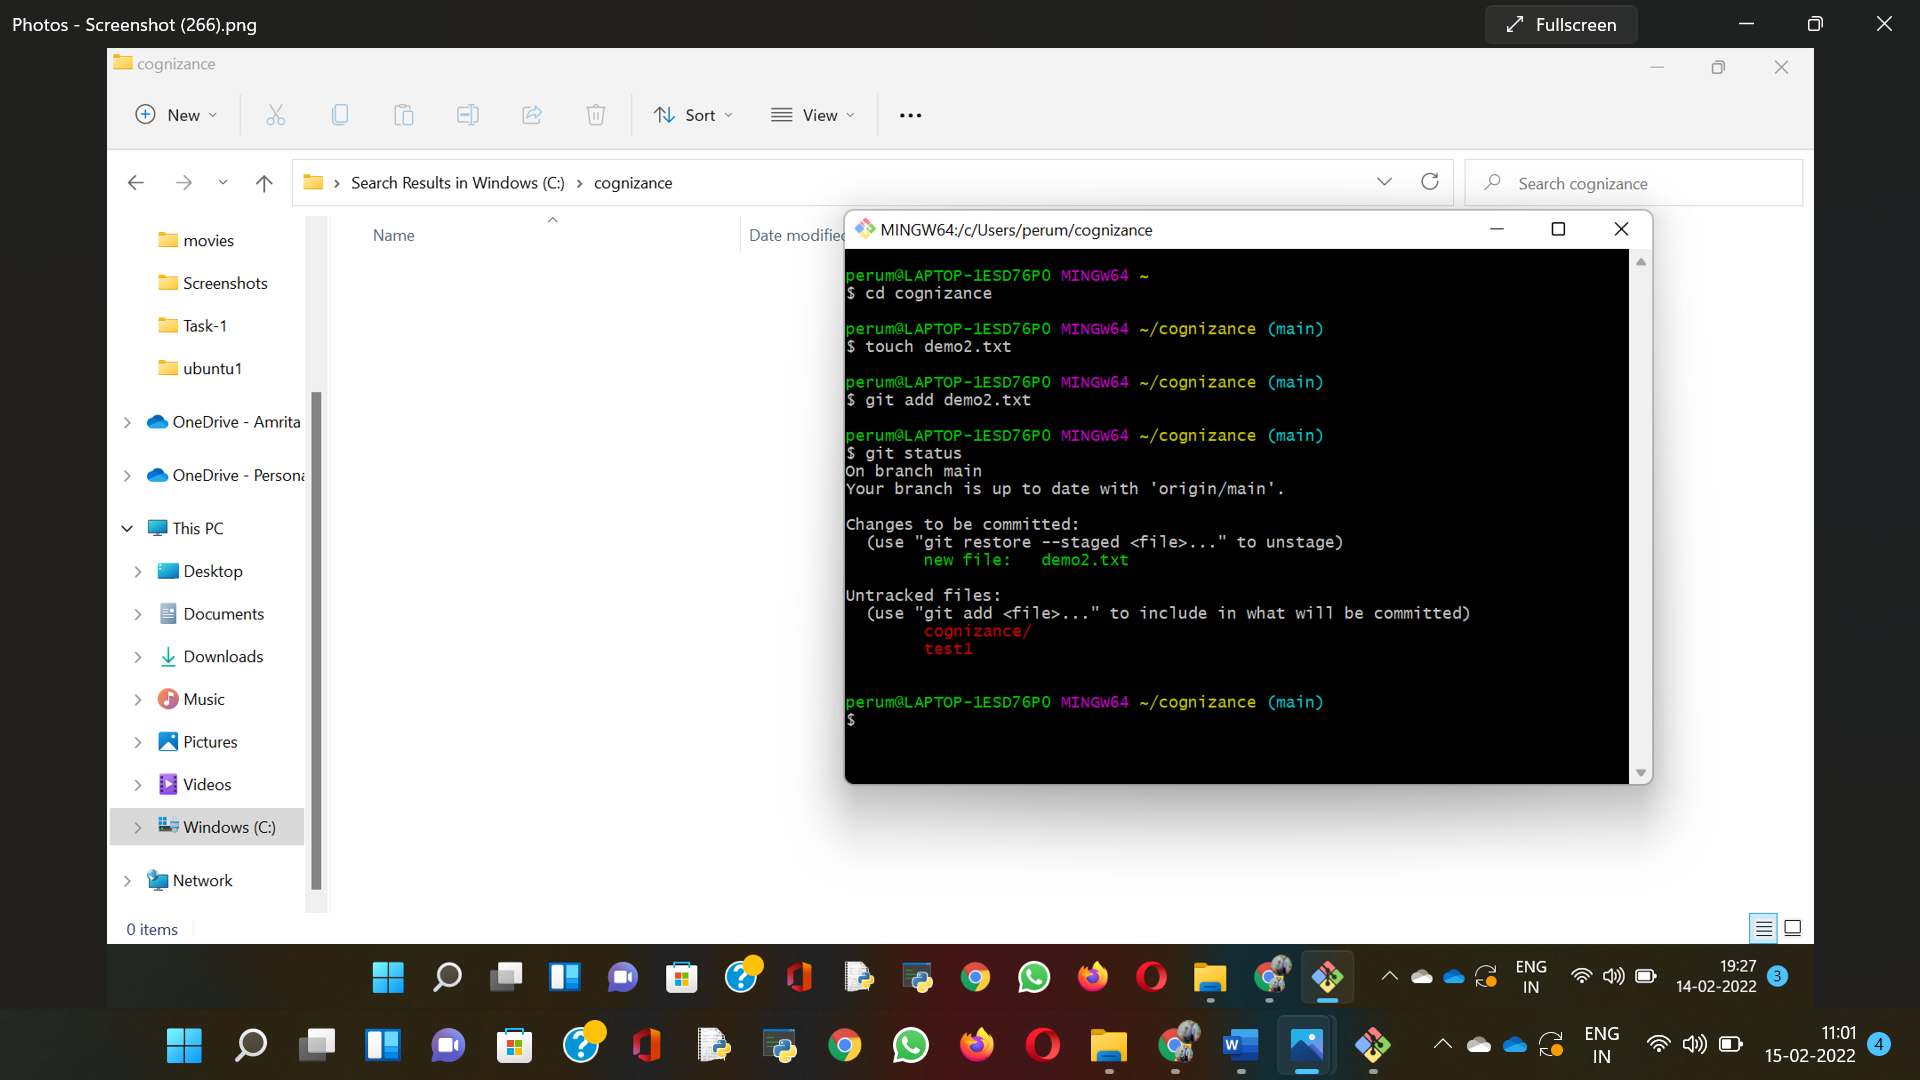 Photos - Screenshot (266).png
Fullscreen
cognizance
New
Sort
View
Search Results in Windows (C:) > cognizance
Search cognizance
movies
Screenshots
Task-1
ubuntu1
OneDrive - Amrita
OneDrive - Persona
This PC
Desktop
Documents
Downloads
Music
Pictures
Videos
Windows (C:)
Network
0 items
Name
Date modified
MINGW64:/c/Users/perum/cognizance
perum@LAPTOP-1ESD76P0 MINGW64 ~
$ cd cognizance
perum@LAPTOP-1ESD76P0 MINGW64 ~/cognizance (main)
$ touch demo2.txt
perum@LAPTOP-1ESD76P0 MINGW64 ~/cognizance (main)
$ git add demo2.txt
perum@LAPTOP-1ESD76P0 MINGW64 ~/cognizance (main)
$ git status
On branch main
Your branch is up to date with 'origin/main'.
Changes to be committed:
(use "git restore --staged <file>..." to unstage)
new file:   demo2.txt
Untracked files:
(use "git add <file>..." to include in what will be committed)
cognizance/
test1
perum@LAPTOP-1ESD76P0 MINGW64 ~/cognizance (main)
$
ENG
IN
19:27
14-02-2022
3
ENG
IN
11:01
15-02-2022
4